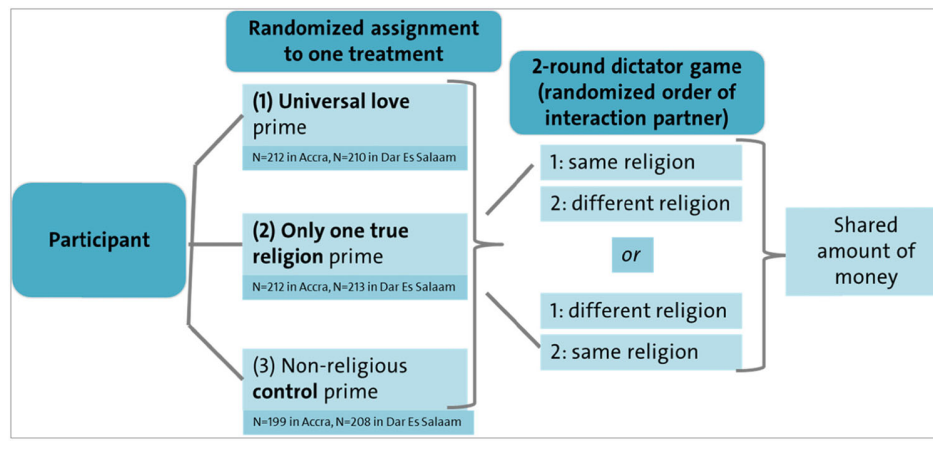 Randomized assignment
to one treatment
2-round dictator game
(randomized order of
interaction partner)
Participant
(1) Universal love
prime
N=212 in Accra, N=210 in Dar Es Salaam
(2) Only one true
religion prime
N=212 in Accra, N=213 in Dar Es Salaam
(3) Non-religious
control prime
N=199 in Accra, N=208 in Dar Es Salaam
1: same religion
2: different religion
or
1: different religion
2: same religion
Shared
amount of
money